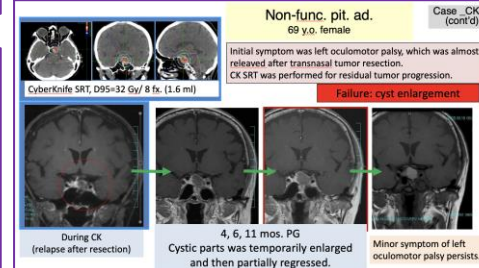 Non-func. pit. ad.
69 y.o. female
Case _CK
(cont'd)
Initial symptom was left oculomotor palsy, which was almost
releaved after transnasal tumor resection.
CK SRT was performed for residual tumor progression.
CyberKnife SRT, D95=32 Gy/ 8 fx. (1.6 ml)
Failure: cyst enlargement
During CK
(relapse after resection)
4, 6, 11 mos. PG
Cystic parts was temporarily enlarged
and then partially regressed.
Minor symptom of left
oculomotor palsy persists.